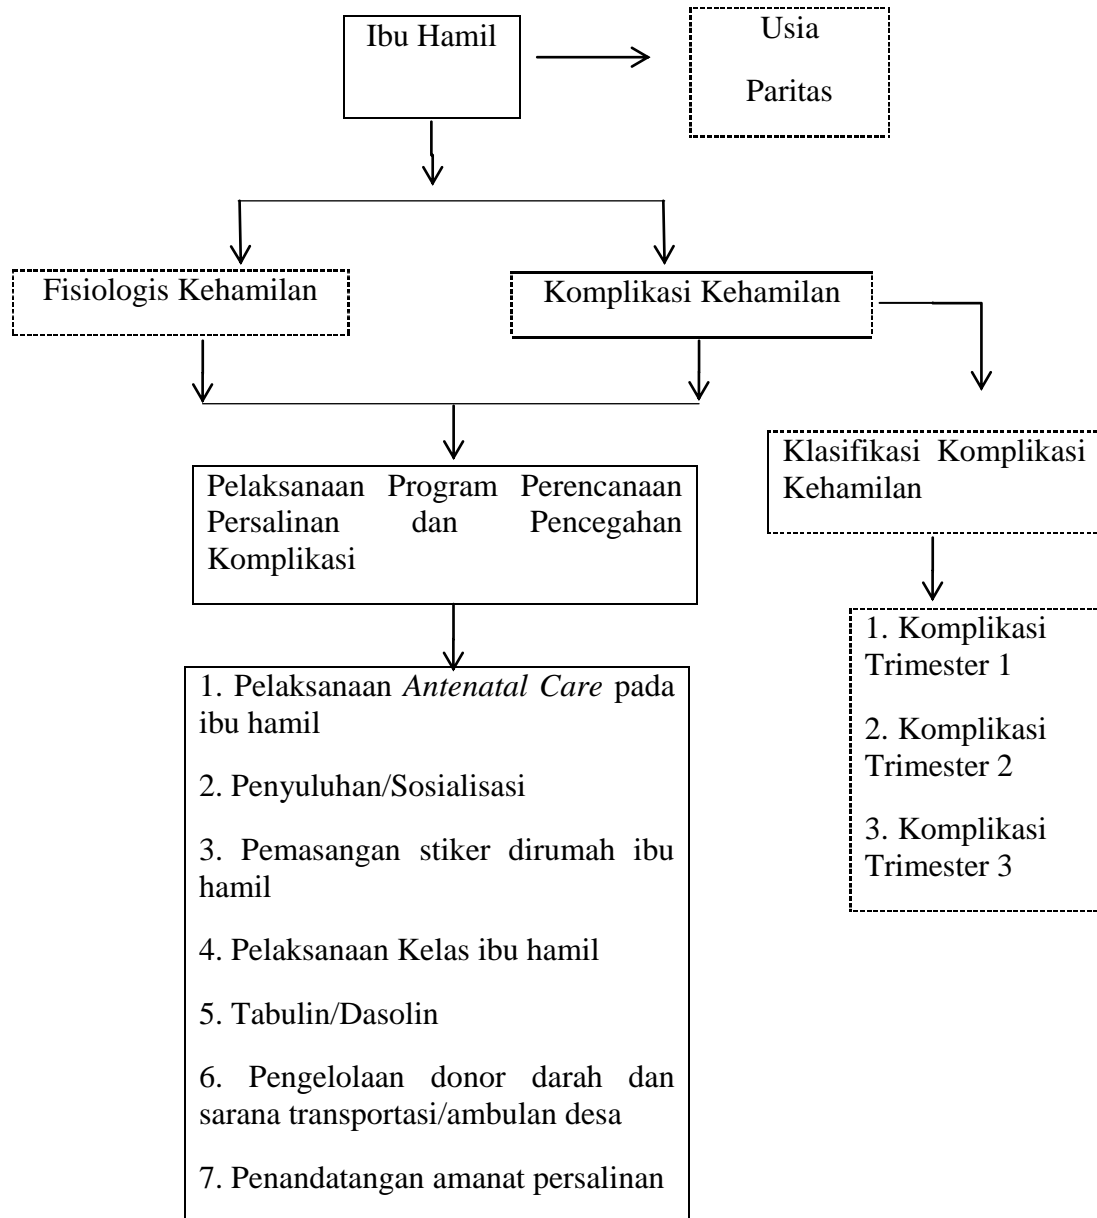 Ibu Hamil
Usia
Paritas
Fisiologis Kehamilan
Komplikasi Kehamilan
Pelaksanaan Program Perencanaan
Persalinan dan Pencegahan
Komplikasi
Klasifikasi Komplikasi
Kehamilan
1. Pelaksanaan Antenatal Care pada
ibu hamil
2. Penyuluhan/Sosialisasi
3. Pemasangan stiker dirumah ibu
hamil
4. Pelaksanaan Kelas ibu hamil
5. Tabulin/Dasolin
6. Pengelolaan donor darah dan
sarana transportasi/ambulan desa
7. Penandatangan amanat persalinan
1. Komplikasi
Trimester 1
2. Komplikasi
Trimester 2
3. Komplikasi
Trimester 3